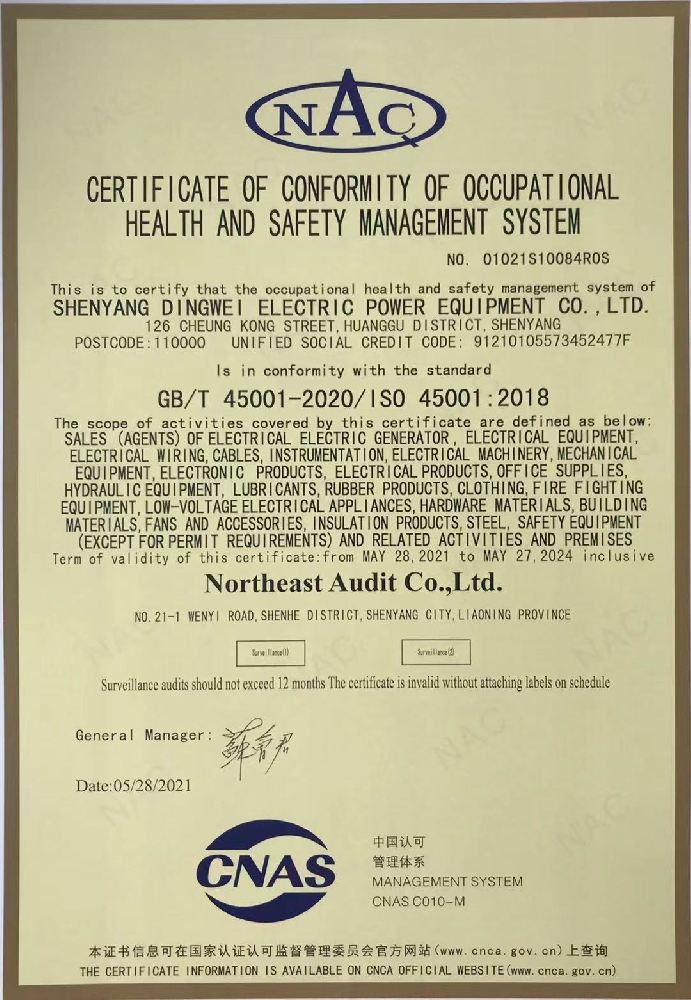 NAC
CERTIFICATE OF CONFORMITY OF OCCUPATIONAL
HEALTH AND SAFETY MANAGEMENT SYSTEM
NO. 01021S10084R0S
This is to certify that the occupational health and safety management system of
SHENYANG DINGWEI ELECTRIC POWER EQUIPMENT CO.,LTD.
126 CHEUNG KONG STREET,HUANGGU DISTRICT,SHENYANG
POSTCODE:110000 UNIFIED SOCIAL CREDIT CODE: 91210105573452477F
Is in conformity with the standard
GB/T 45001-2020/ISO 45001:2018
The scope of activities covered by this certificate are defined as below:
SALES (AGENTS) OF ELECTRICAL ELECTRIC GENERATOR, ELECTRICAL EQUIPMENT,
ELECTRICAL WIRING, CABLES, INSTRUMENTATION, ELECTRICAL MACHINERY, MECHANICAL
EQUIPMENT, ELECTRONIC PRODUCTS, ELECTRICAL PRODUCTS, OFFICE SUPPLIES,
HYDRAULIC EQUIPMENT, LUBRICANTS, RUBBER PRODUCTS, CLOTHING, FIRE FIGHTING
EQUIPMENT, LOW-VOLTAGE ELECTRICAL APPLIANCES, HARDWARE MATERIALS, BUILDING
MATERIALS, FANS AND ACCESSORIES, INSULATION PRODUCTS, STEEL, SAFETY EQUIPMENT
(EXCEPT FOR PERMIT REQUIREMENTS) AND RELATED ACTIVITIES AND PREMISES
Term of validity of this certificate:from MAY 28,2021 to MAY 27,2024 inclusive
Northeast Audit Co.,Ltd.
NO.21-1 WENYI ROAD,SHENHE DISTRICT,SHENYANG CITY,LIAONING PROVINCE
Surveillance(1) Surveillance(2)
Surveillance audits should not exceed 12 months The certificate is invalid without attaching labels on schedule
General Manager:
Date:05/28/2021
CNAS
中国认可
管理体系
MANAGEMENT SYSTEM
CNAS C010-M
本证书信息可在国家认证认可监督管理委员会官方网站(www.cnca.gov.cn)上查询
THE CERTIFICATE INFORMATION IS AVAILABLE ON CNCA OFFICIAL WEBSITE(www.cnca.gov.cn)